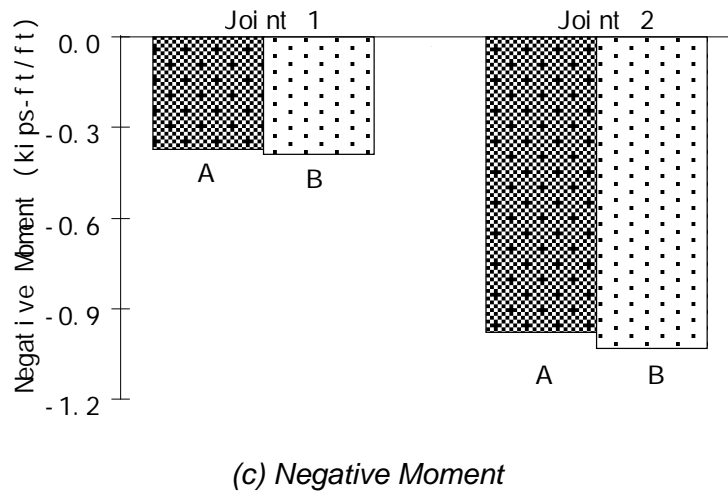 Joint 1
Joint 2
0.0
-0.3
-0.6
-0.9
-1.2
Negative Moment (kips-ft/ft)
A
B
A
B
(c) Negative Moment